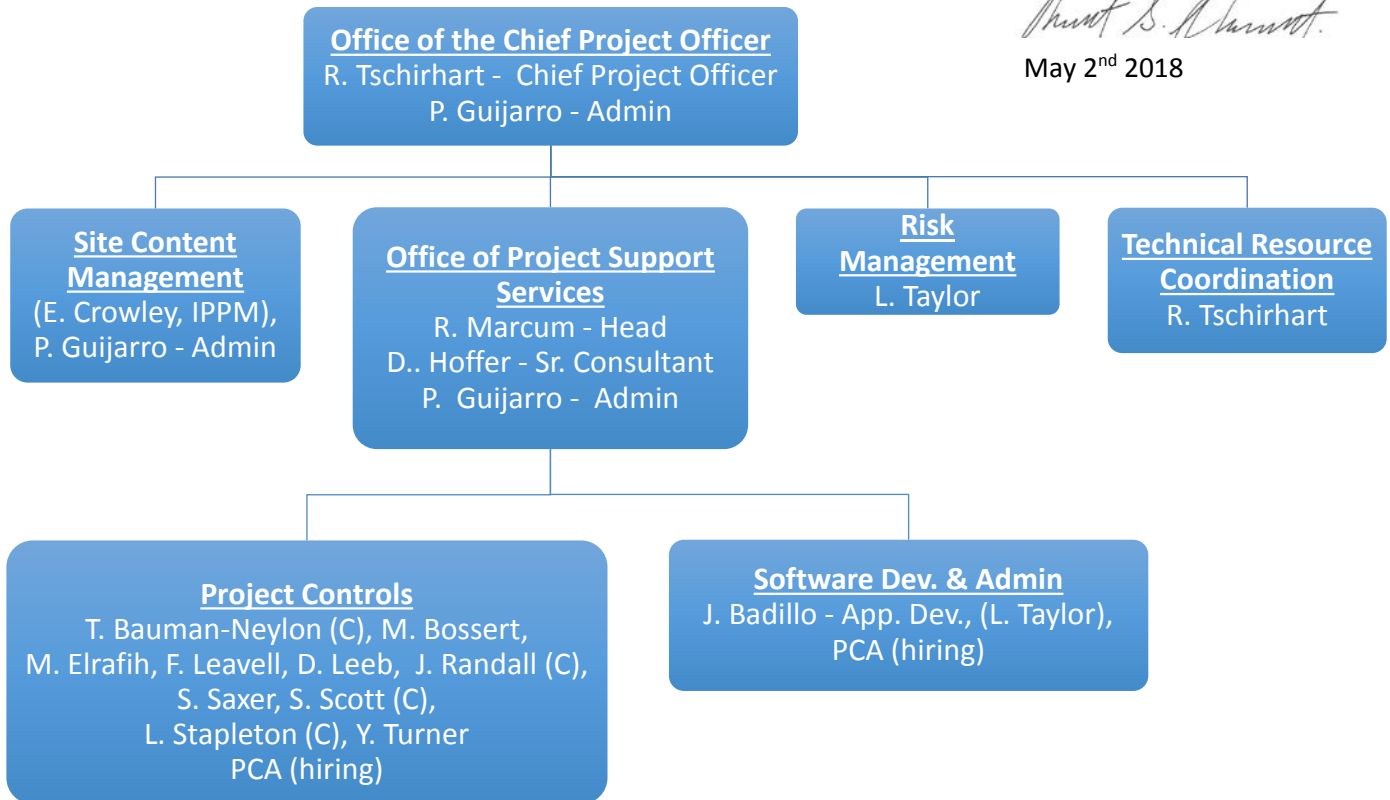 Office of the Chief Project Officer
R. Tschirhart - Chief Project Officer
P. Guijarro - Admin
May 2nd 2018
Site Content
Management
(E. Crowley, IPPM),
P. Guijarro - Admin
Office of Project Support
Services
R. Marcum - Head
D.. Hoffer - Sr. Consultant
P. Guijarro - Admin
Risk
Management
L. Taylor
Technical Resource
Coordination
R. Tschirhart
Project Controls
T. Bauman-Neylon (C), M. Bossert,
M. Elrafih, F. Leavell, D. Leeb, J. Randall (C),
S. Saxer, S. Scott (C),
L. Stapleton (C), Y. Turner
PCA (hiring)
Software Dev. & Admin
J. Badillo - App. Dev., (L. Taylor),
PCA (hiring)